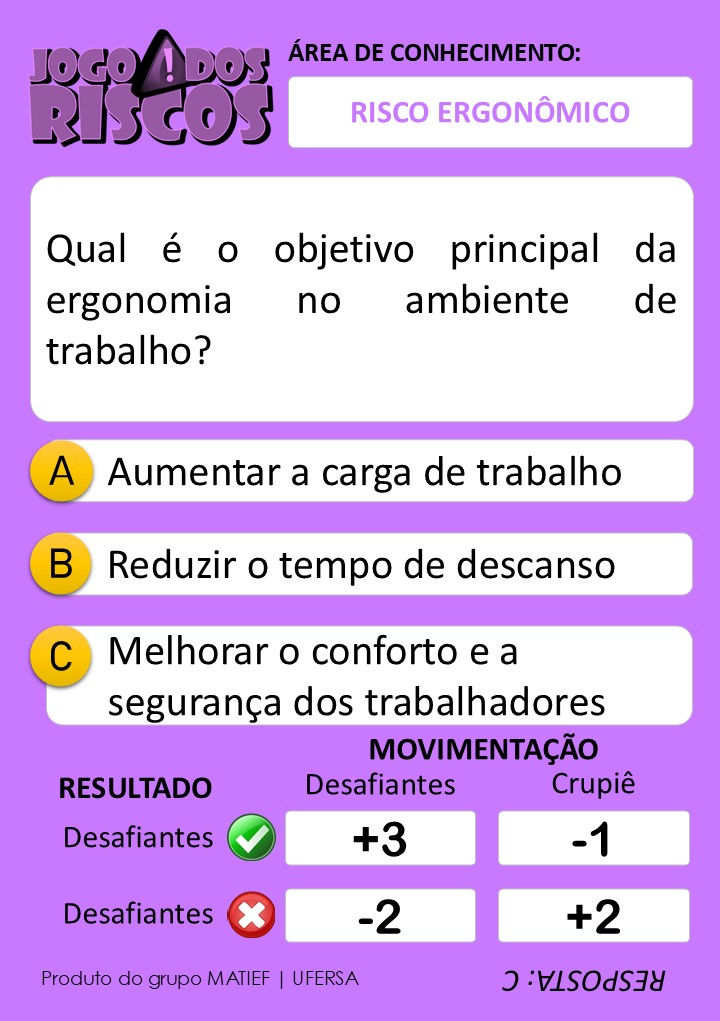 JOGO ! DOS
RISCOS
ÁREA DE CONHECIMENTO:
RISCO ERGONÔMICO
Qual é o objetivo principal da
ergonomia no ambiente de
trabalho?
A Aumentar a carga de trabalho
B Reduzir o tempo de descanso
C Melhorar o conforto e a
segurança dos trabalhadores
MOVIMENTAÇÃO
RESULTADO Desafiantes Crupiê
Desafiantes +3 -1
Desafiantes -2 +2
Produto do grupo MATIEF | UFERSA
RESPOSTA: C